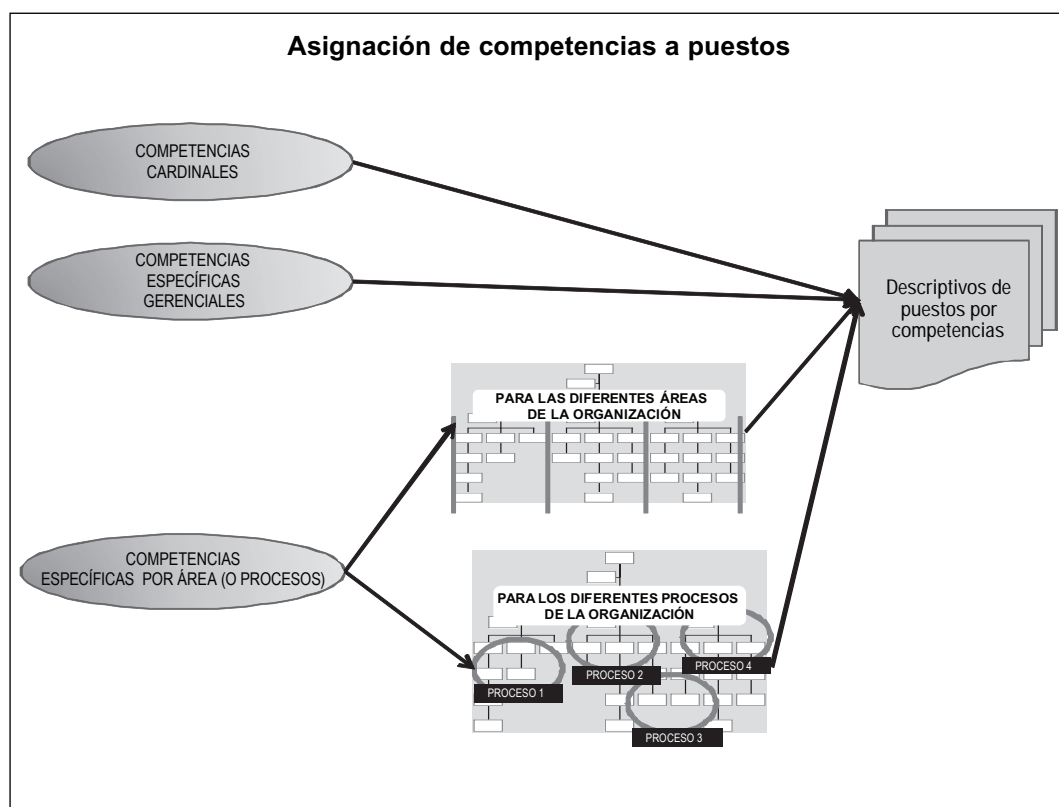 Asignación de competencias a puestos
COMPETENCIAS
CARDINALES
COMPETENCIAS
ESPECÍFICAS
GERENCIALES
Descriptivos de
puestos por
competencias
PARA LAS DIFERENTES ÁREAS
DE LA ORGANIZACIÓN
COMPETENCIAS
ESPECÍFICAS POR ÁREA (O PROCESOS)
PARA LOS DIFERENTES PROCESOS
DE LA ORGANIZACIÓN
PROCESO 1
PROCESO 2
PROCESO 4
PROCESO 3